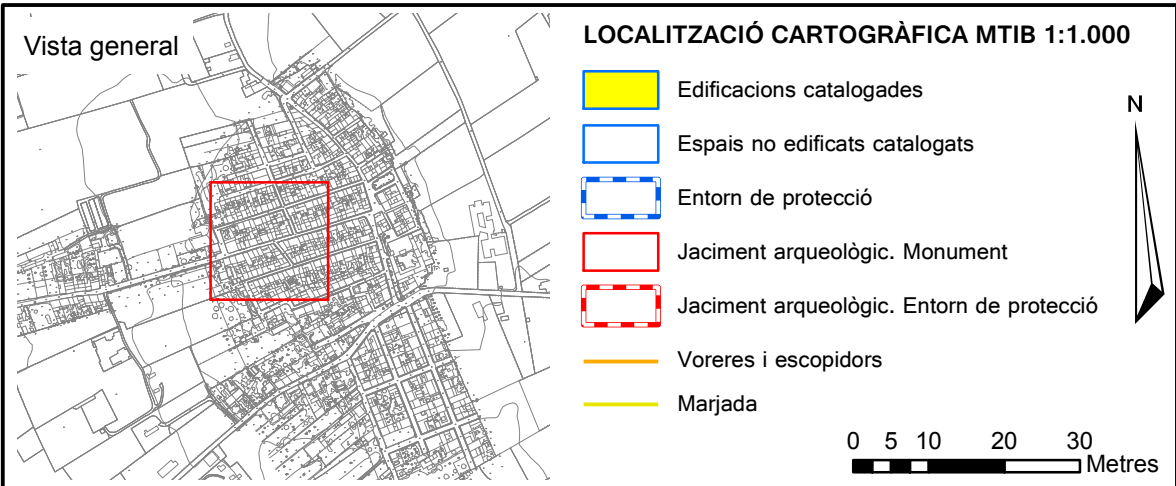 Vista general
LOCALITZACIÓ CARTOGRÀFICA MTIB 1:1.000
Edificacions catalogades
Espais no edificats catalogats
Entorn de protecció
Jaciment arqueològic. Monument
Jaciment arqueològic. Entorn de protecció
Voreres i escopidors
Marjada
N
0 5 10 20 30
Metres